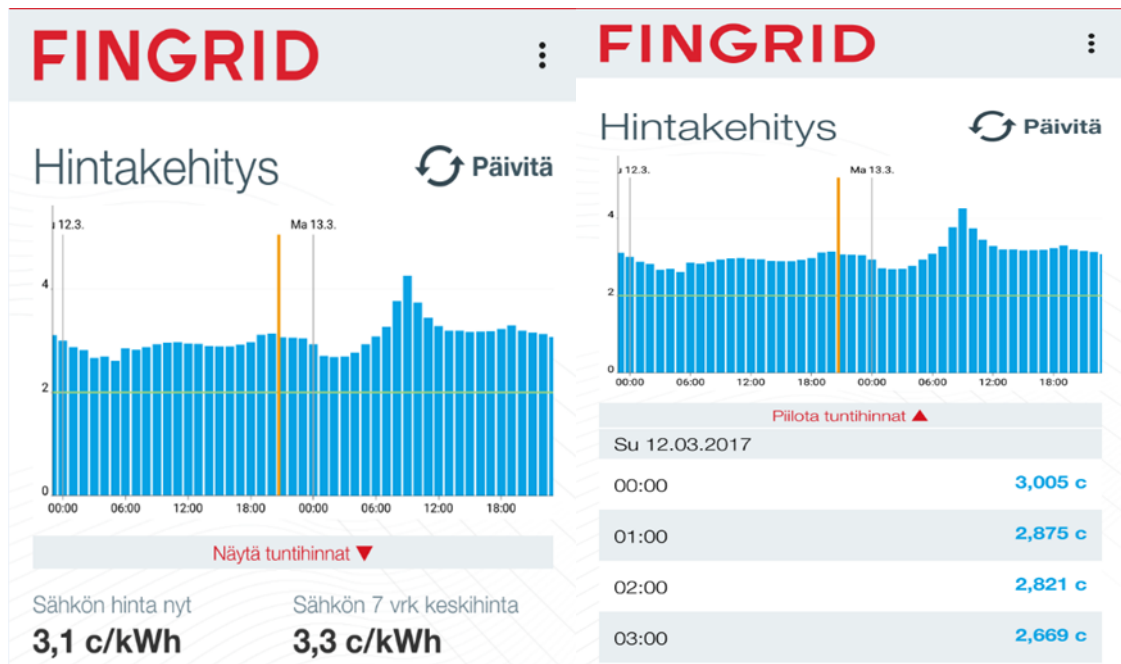 FINGRID
Hintakehitys
Päivitä
12.3.
Ma 13.3.
4
2
0
00:00 06:00 12:00 18:00 00:00 06:00 12:00 18:00
Näytä tuntihinnat ▼
Sähkön hinta nyt
3,1 c/kWh
Sähkön 7 vrk keskihinta
3,3 c/kWh
FINGRID
Hintakehitys
Päivitä
12.3.
Ma 13.3.
4
2
0
00:00 06:00 12:00 18:00 00:00 06:00 12:00 18:00
Piilota tuntihinnat ▲
Su 12.03.2017
00:00 3,005 c
01:00 2,875 c
02:00 2,821 c
03:00 2,669 c